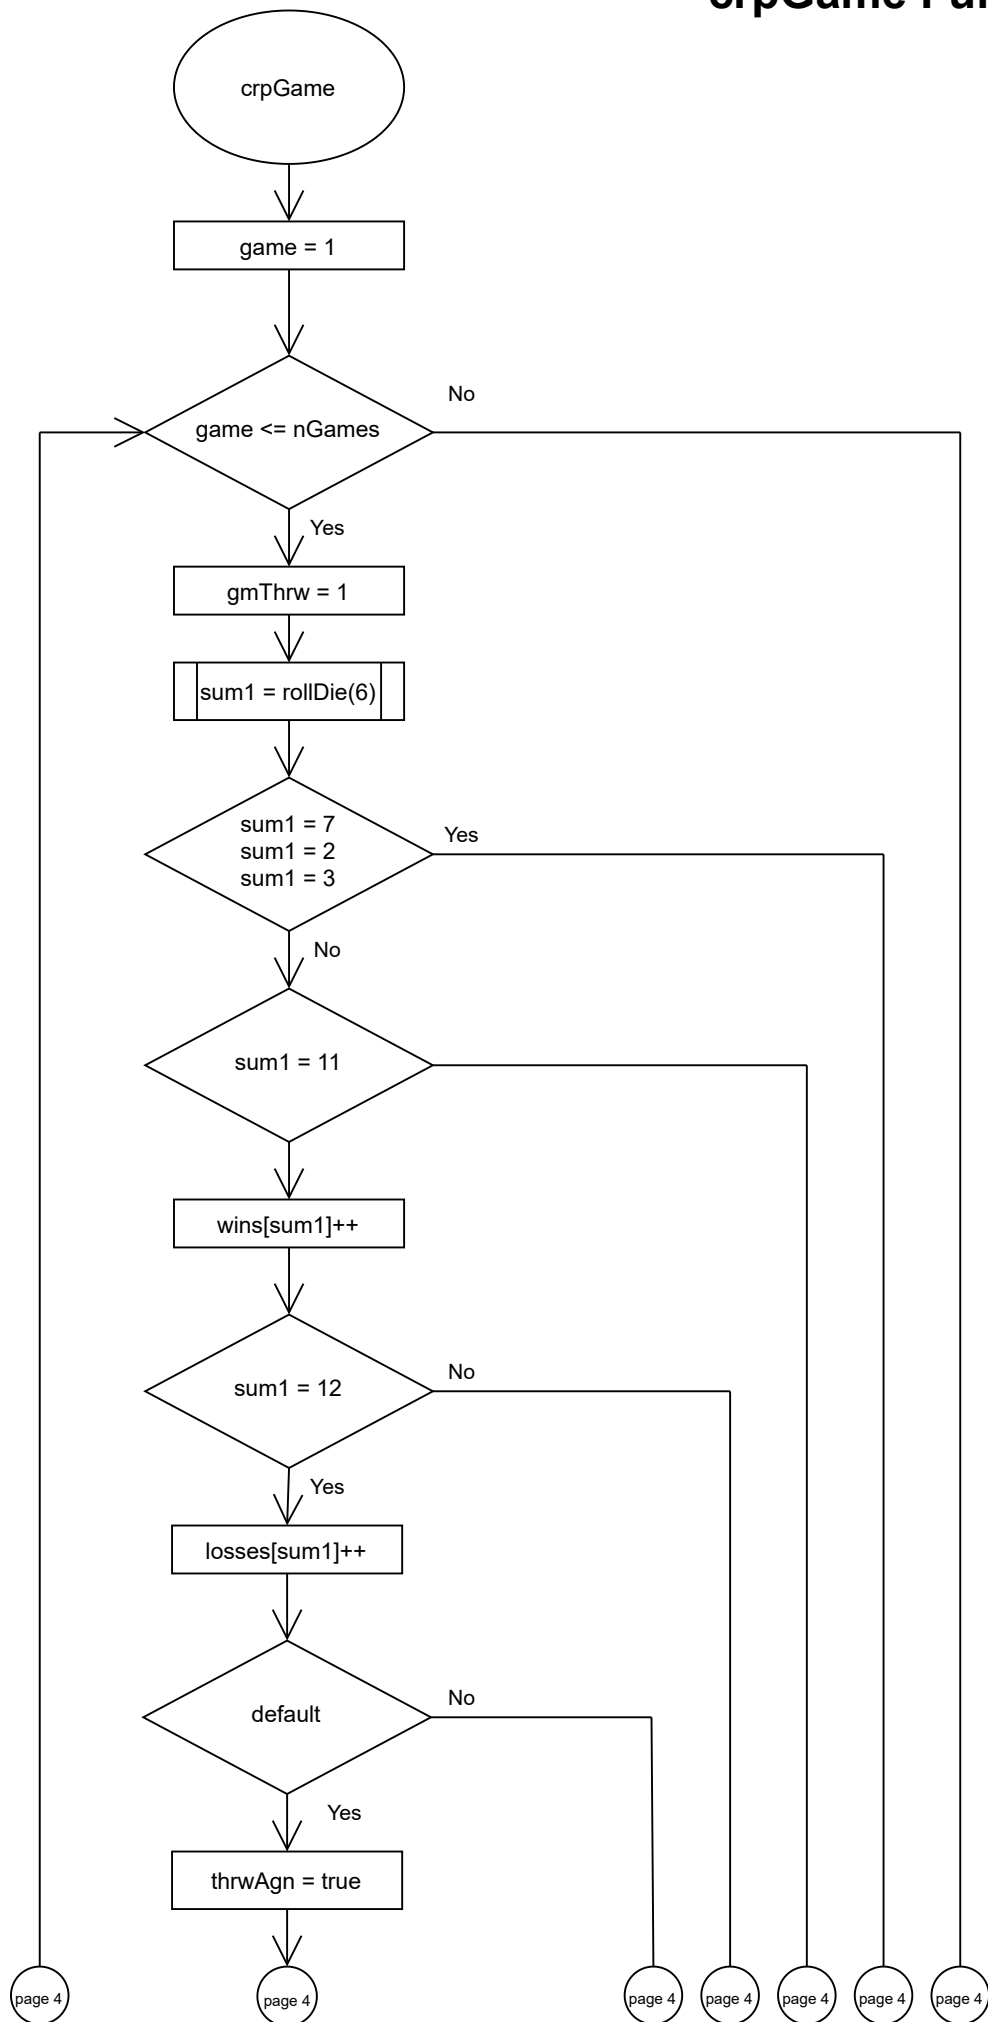 crpGame
game = 1
No
game <= nGames
Yes
gmThrw = 1
sum1 = rollDie(6)
sum1 = 7
sum1 = 2
sum1 = 3
Yes
No
sum1 = 11
wins[sum1]++
No
sum1 = 12
Yes
losses[sum1]++
No
default
Yes
thrwAgn = true
page 4
page 4
page 4
page 4
page 4
page 4
page 4